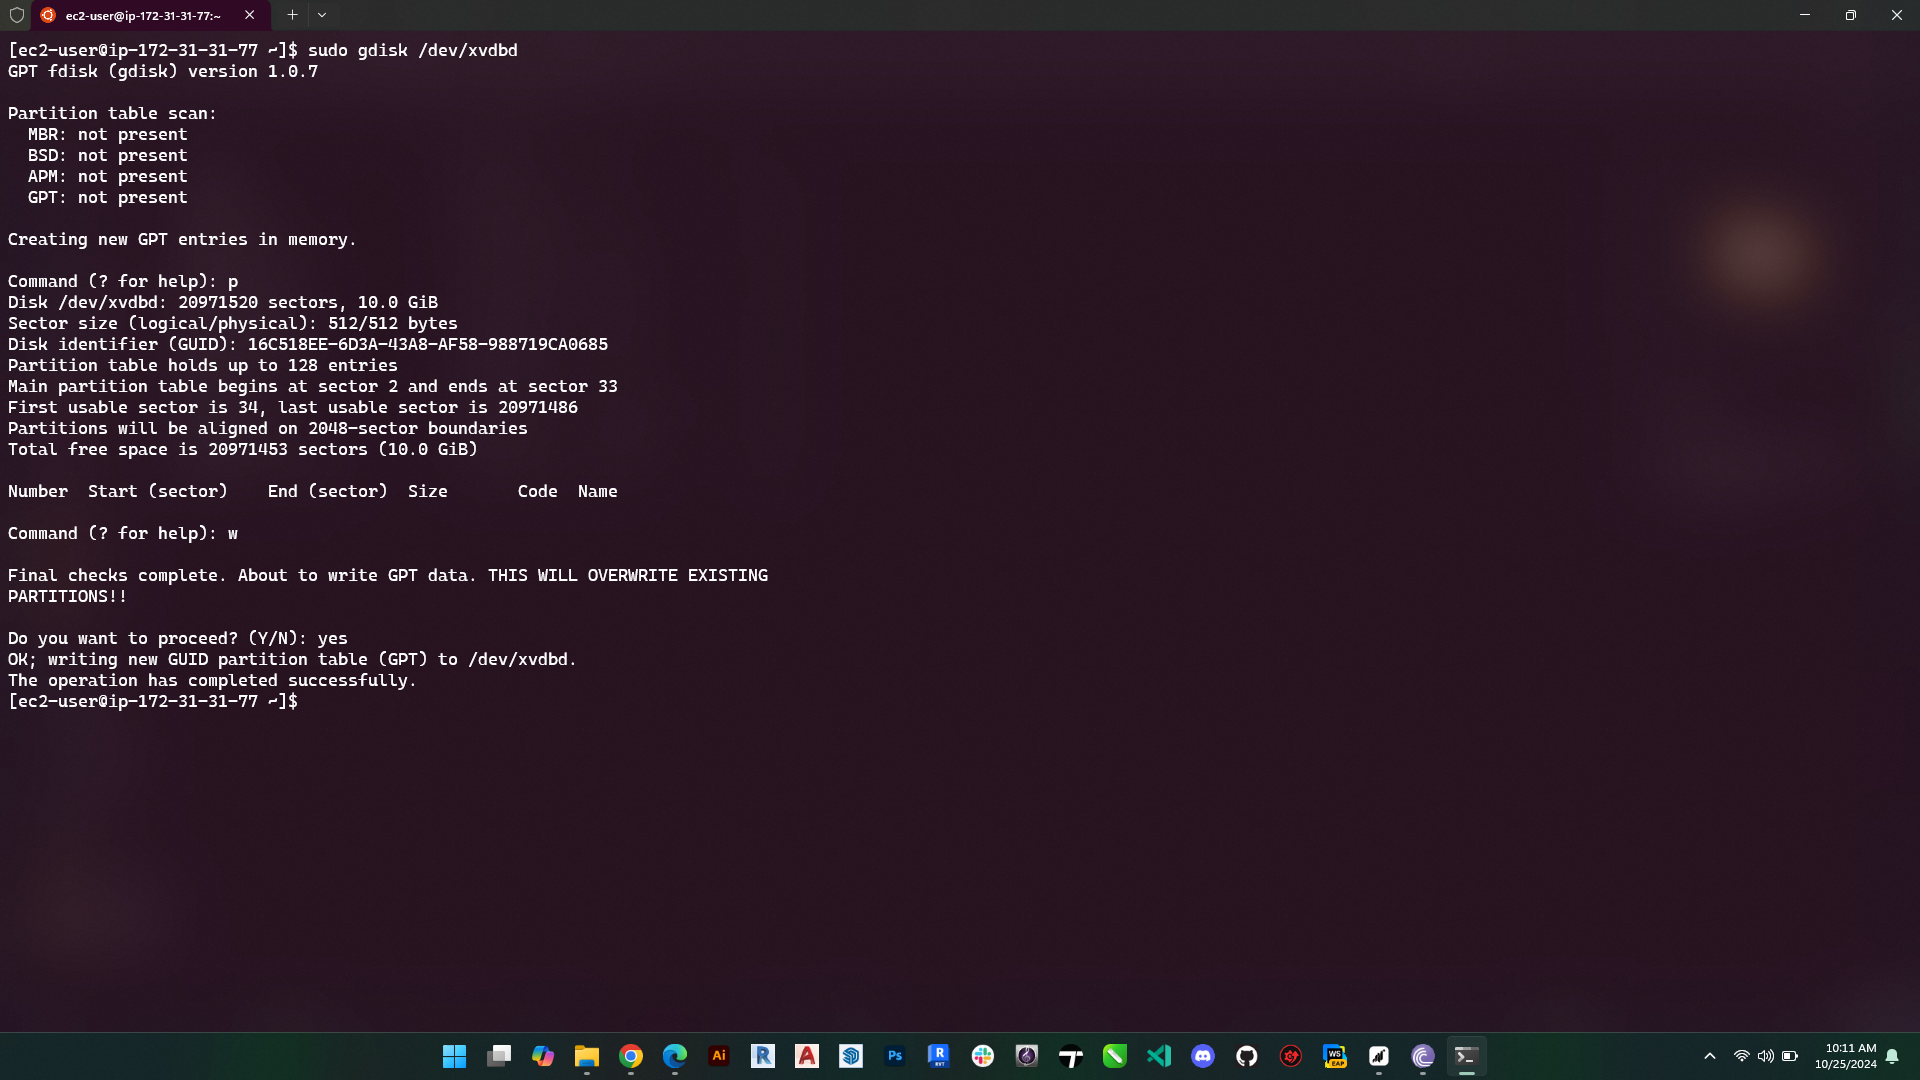 ec2-user@ip-172-31-31-77:~
[ec2-user@ip-172-31-31-77 ~]$ sudo gdisk /dev/xvdbd
GPT fdisk (gdisk) version 1.0.7
Partition table scan:
  MBR: not present
  BSD: not present
  APM: not present
  GPT: not present
Creating new GPT entries in memory.
Command (? for help): p
Disk /dev/xvdbd: 20971520 sectors, 10.0 GiB
Sector size (logical/physical): 512/512 bytes
Disk identifier (GUID): 16C518EE-6D3A-43A8-AF58-988719CA0685
Partition table holds up to 128 entries
Main partition table begins at sector 2 and ends at sector 33
First usable sector is 34, last usable sector is 20971486
Partitions will be aligned on 2048-sector boundaries
Total free space is 20971453 sectors (10.0 GiB)
Number  Start (sector)    End (sector)  Size       Code  Name
Command (? for help): w
Final checks complete. About to write GPT data. THIS WILL OVERWRITE EXISTING
PARTITIONS!!
Do you want to proceed? (Y/N): yes
OK; writing new GUID partition table (GPT) to /dev/xvdbd.
The operation has completed successfully.
[ec2-user@ip-172-31-31-77 ~]$
Ai
R
A
Ps
R
RVT
WS
EAP
10:11 AM
10/25/2024